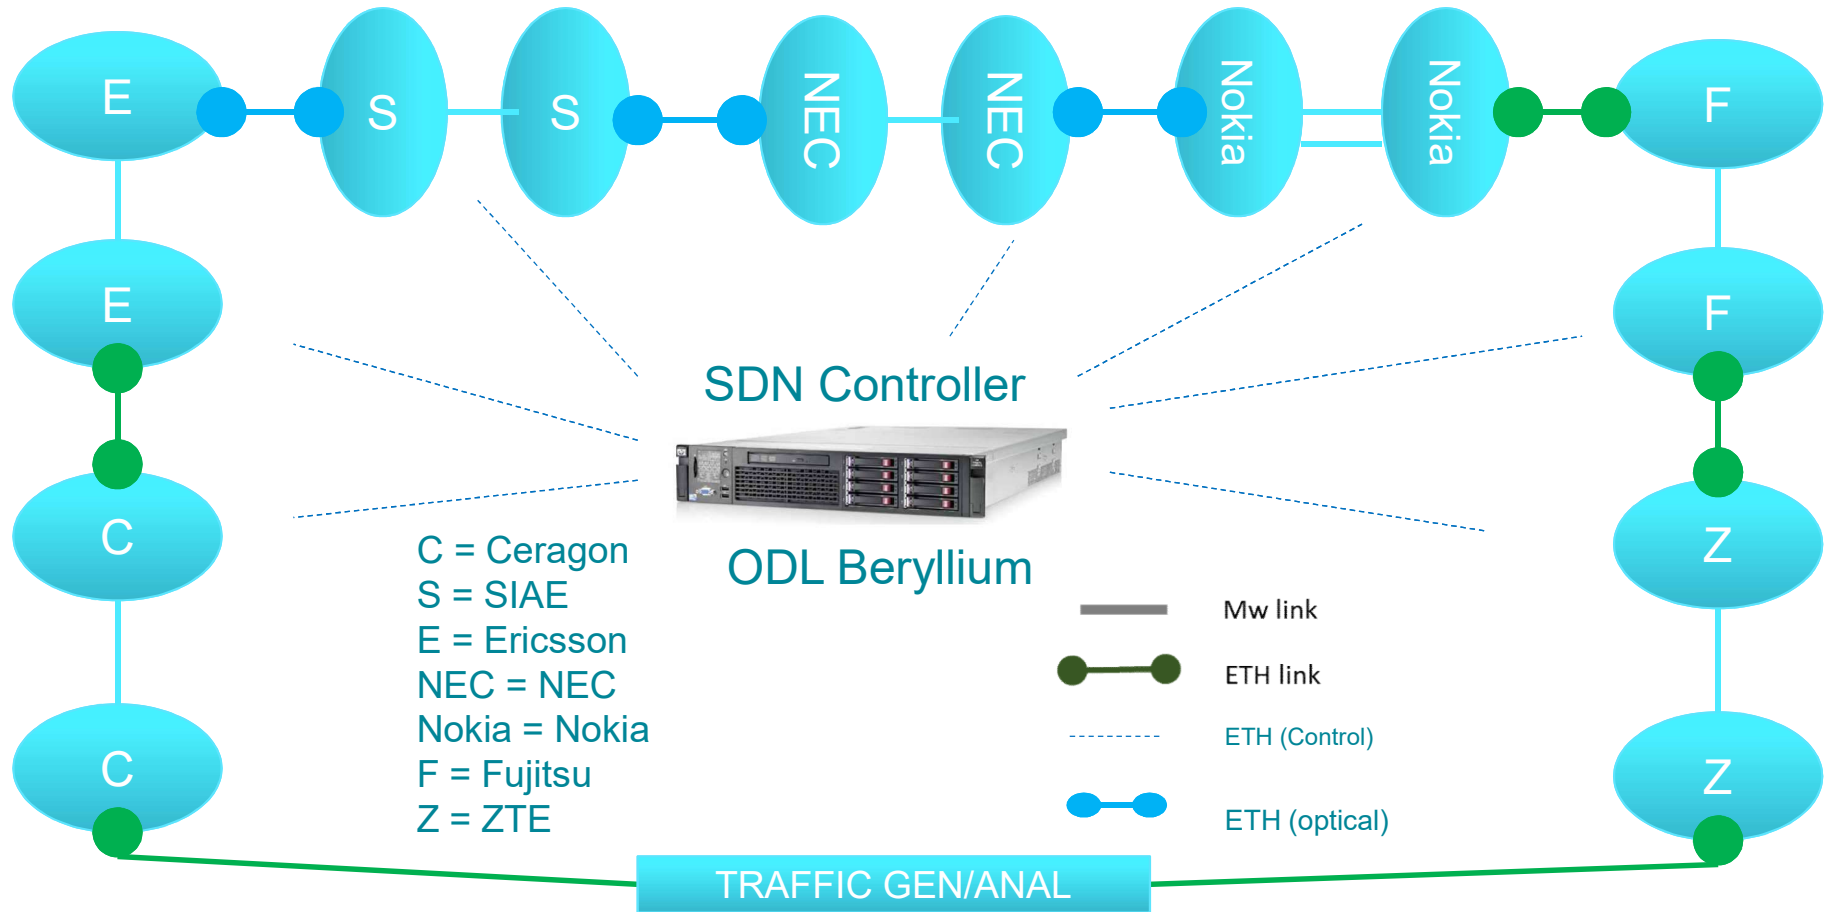 E
S
S
NEC
NEC
Nokia
Nokia
F
E
F
SDN Controller
C
Z
ODL Beryllium
C = Ceragon
S = SIAE
E = Ericsson
NEC = NEC
Nokia = Nokia
F = Fujitsu
Z = ZTE
Mw link
ETH link
ETH (Control)
ETH (optical)
C
Z
TRAFFIC GEN/ANAL